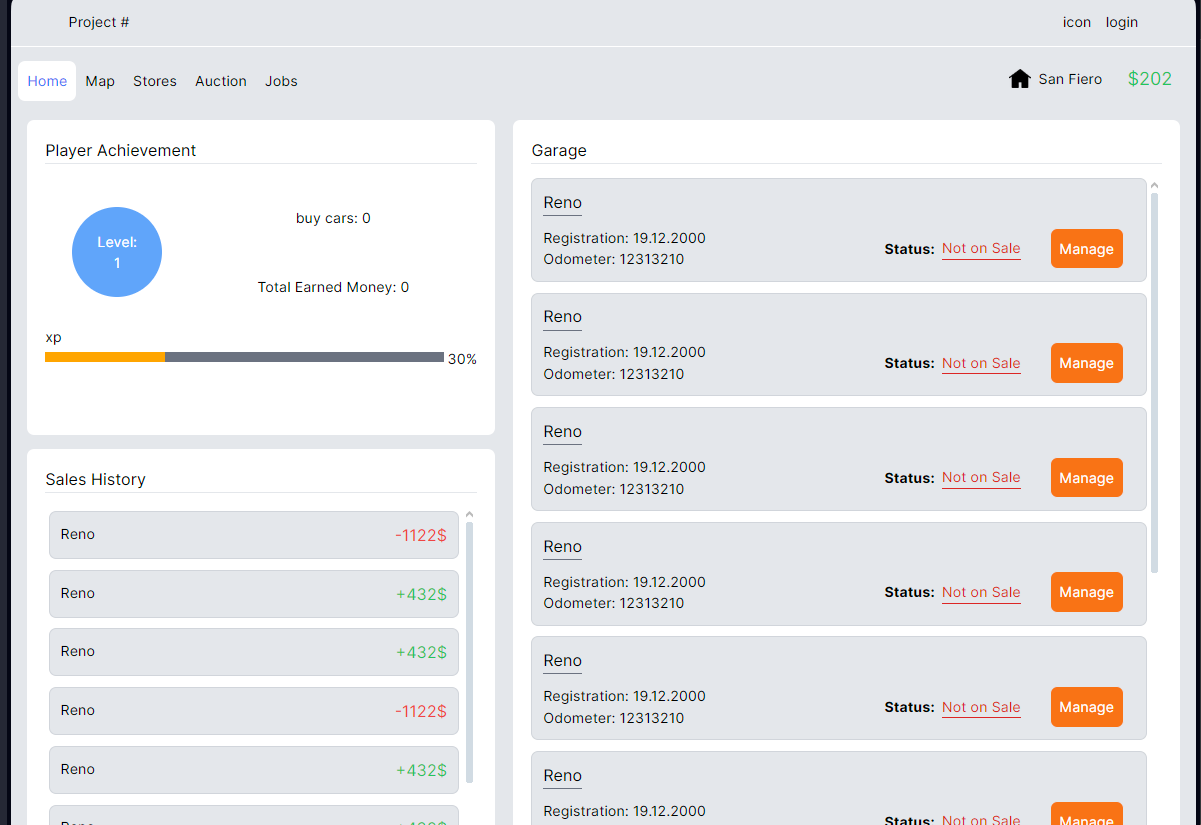 Project #
icon login
Home Map Stores Auction Jobs
San Fiero $202
Player Achievement
Level:
1
buy cars: 0
Total Earned Money: 0
xp
30%
Sales History
Reno -1122$
Reno +432$
Reno +432$
Reno -1122$
Reno +432$
Garage
Reno
Registration: 19.12.2000
Odometer: 12313210
Status: Not on Sale Manage
Reno
Registration: 19.12.2000
Odometer: 12313210
Status: Not on Sale Manage
Reno
Registration: 19.12.2000
Odometer: 12313210
Status: Not on Sale Manage
Reno
Registration: 19.12.2000
Odometer: 12313210
Status: Not on Sale Manage
Reno
Registration: 19.12.2000
Odometer: 12313210
Status: Not on Sale Manage
Reno
Registration: 19.12.2000
Status: Not on Sale Manage